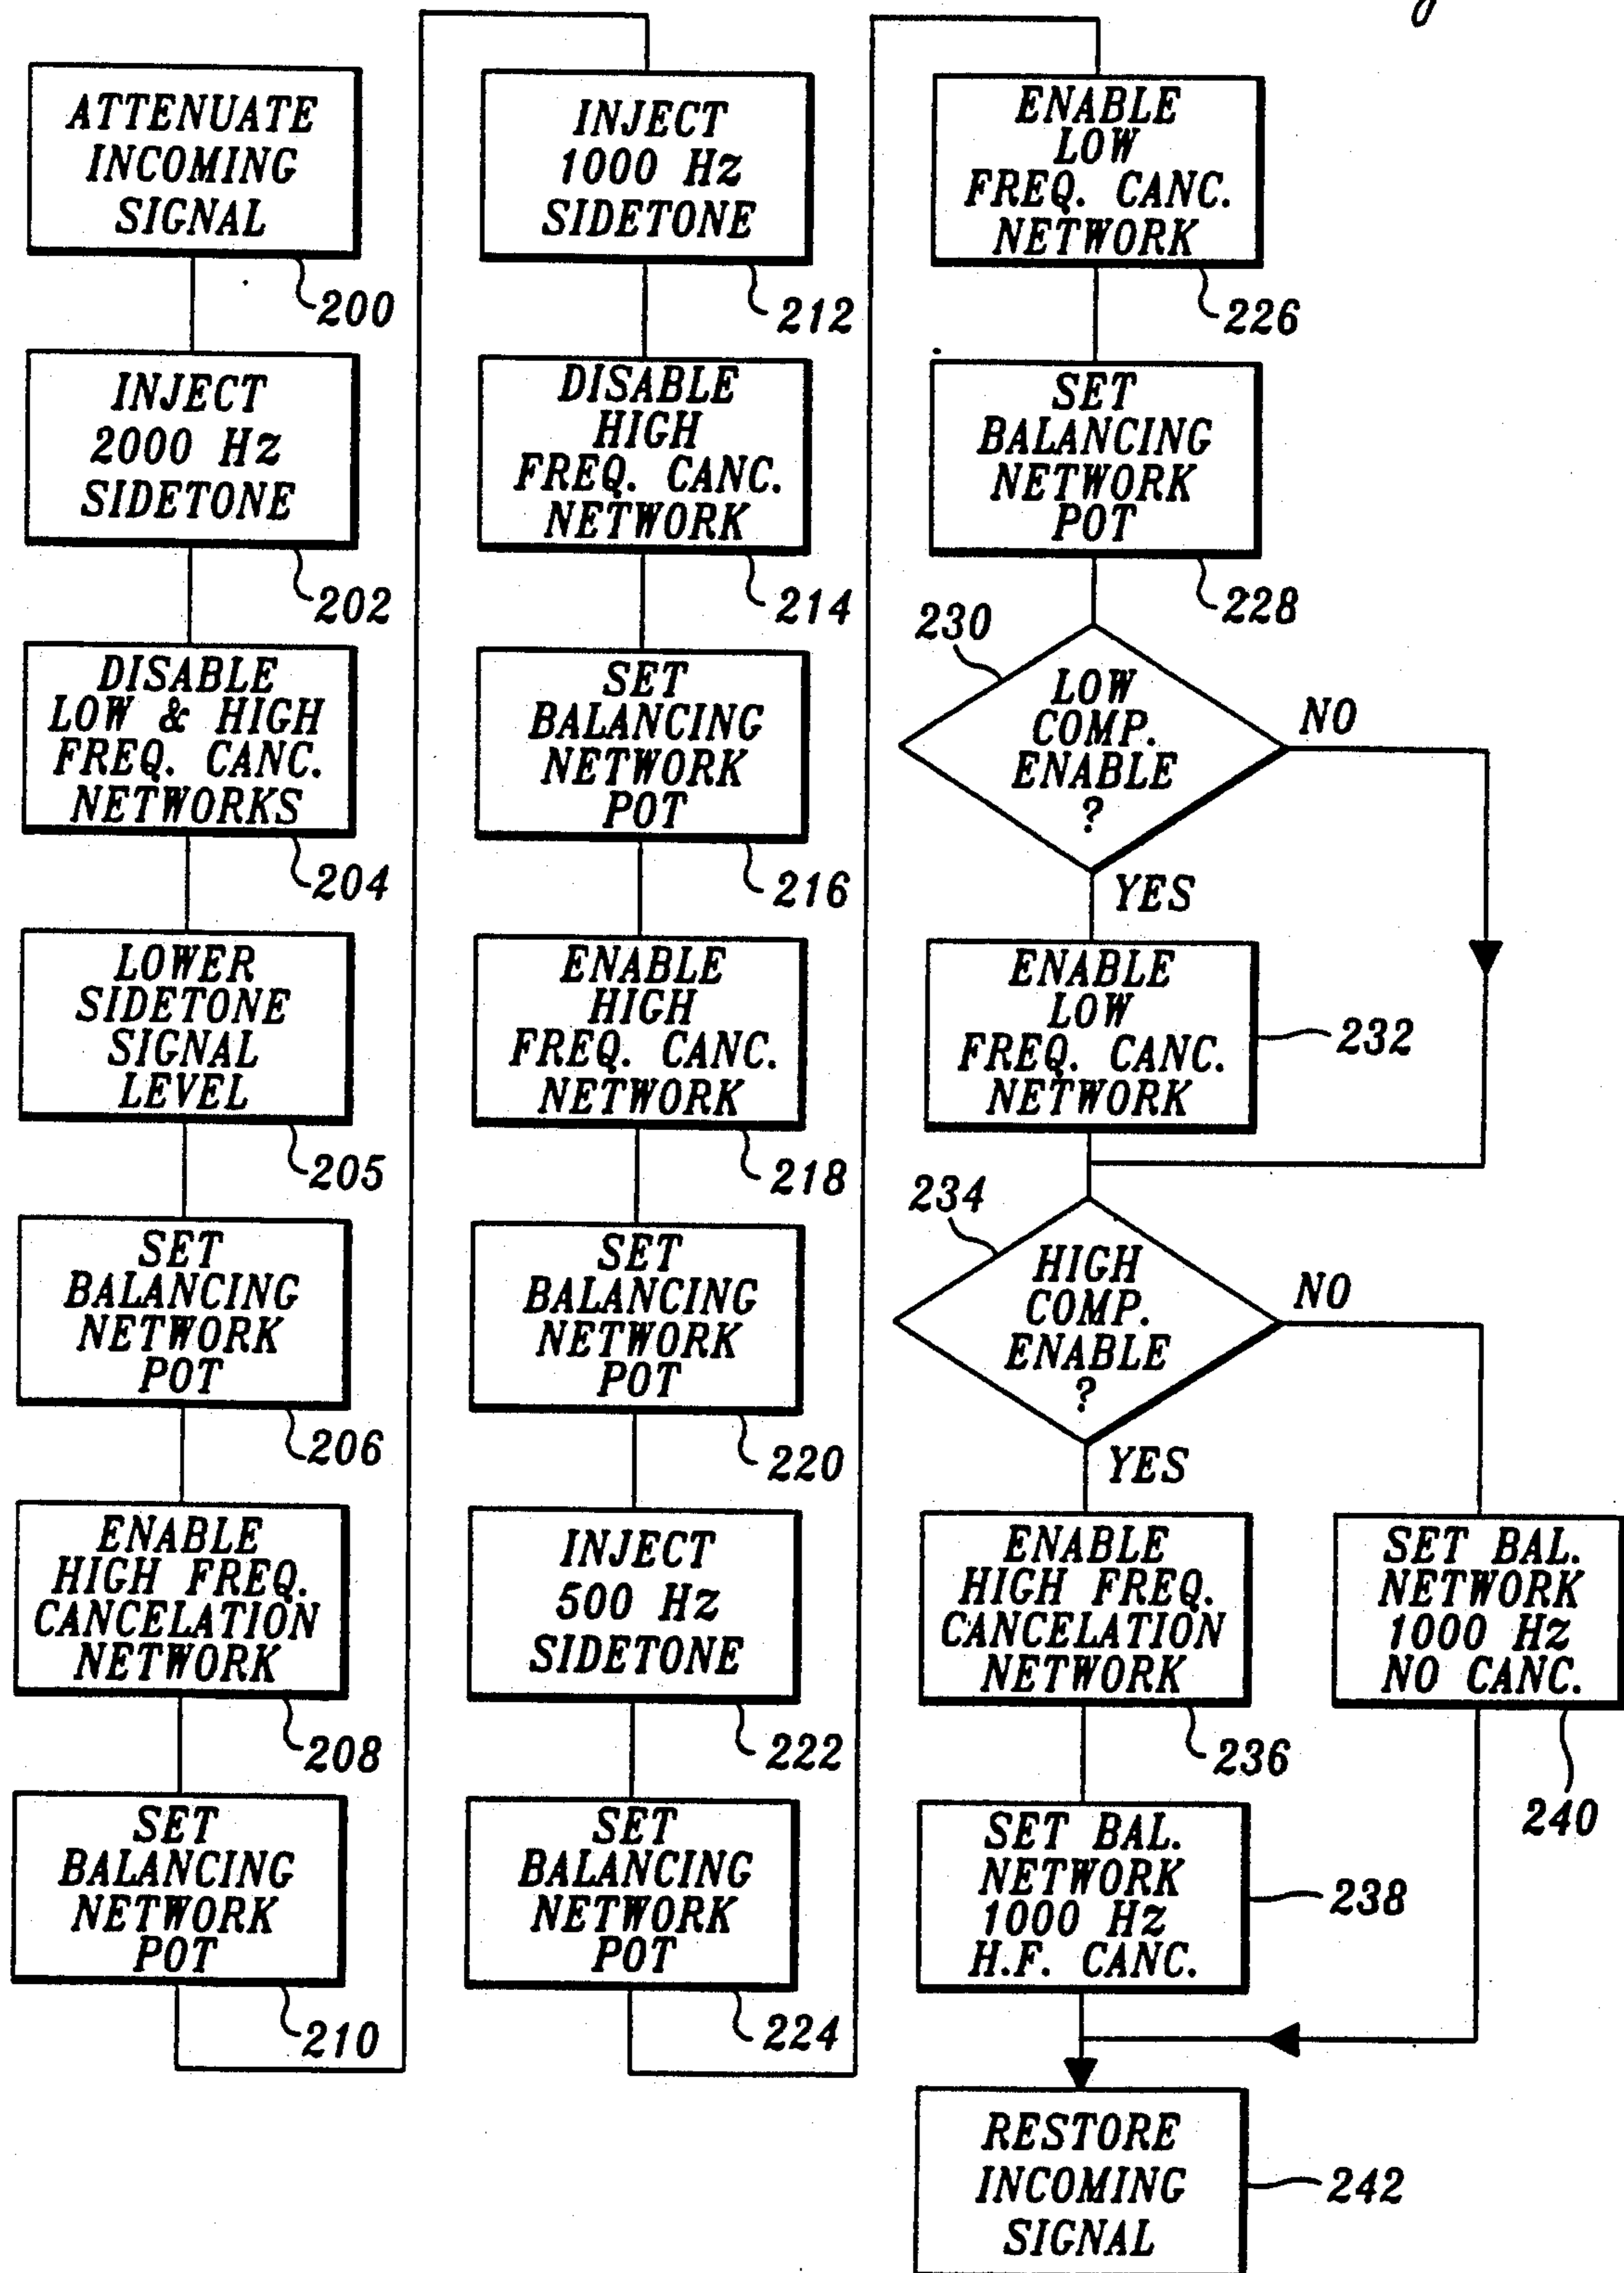 ATTENUATE
INCOMING
SIGNAL
200
INJECT
2000 Hz
SIDETONE
202
DISABLE
LOW & HIGH
FREQ. CANC.
NETWORKS
204
LOWER
SIDETONE
SIGNAL
LEVEL
205
SET
BALANCING
NETWORK
POT
206
ENABLE
HIGH FREQ.
CANCELATION
NETWORK
208
SET
BALANCING
NETWORK
POT
210
INJECT
1000 Hz
SIDETONE
212
DISABLE
HIGH
FREQ. CANC.
NETWORK
214
SET
BALANCING
NETWORK
POT
216
ENABLE
HIGH
FREQ. CANC.
NETWORK
218
SET
BALANCING
NETWORK
POT
220
INJECT
500 Hz
SIDETONE
222
SET
BALANCING
NETWORK
POT
224
ENABLE
LOW
FREQ. CANC.
NETWORK
226
SET
BALANCING
NETWORK
POT
228
230
LOW
COMP.
ENABLE
?
NO
YES
ENABLE
LOW
FREQ. CANC.
NETWORK
232
234
HIGH
COMP.
ENABLE
?
NO
YES
ENABLE
HIGH FREQ.
CANCELATION
NETWORK
236
SET BAL.
NETWORK
1000 Hz
NO CANC.
240
SET BAL.
NETWORK
1000 Hz
H.F. CANC.
238
RESTORE
INCOMING
SIGNAL
242